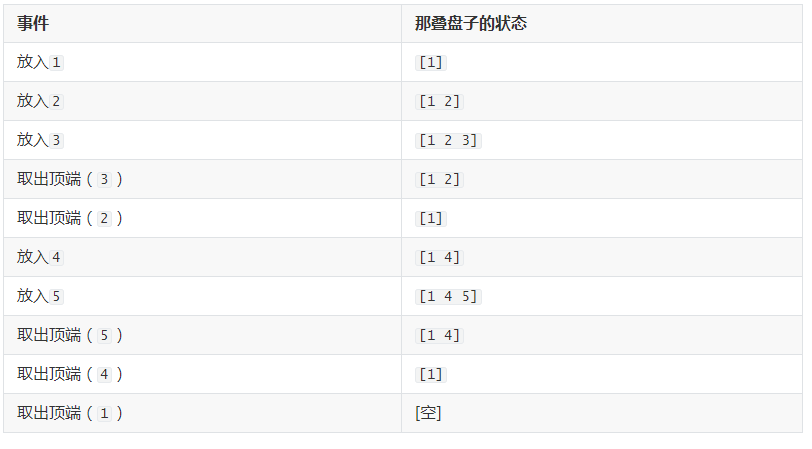 事件 那叠盘子的状态
放入1 [1]
放入2 [1 2]
放入3 [1 2 3]
取出顶端（3） [1 2]
取出顶端（2） [1]
放入4 [1 4]
放入5 [1 4 5]
取出顶端（5） [1 4]
取出顶端（4） [1]
取出顶端（1） [空]